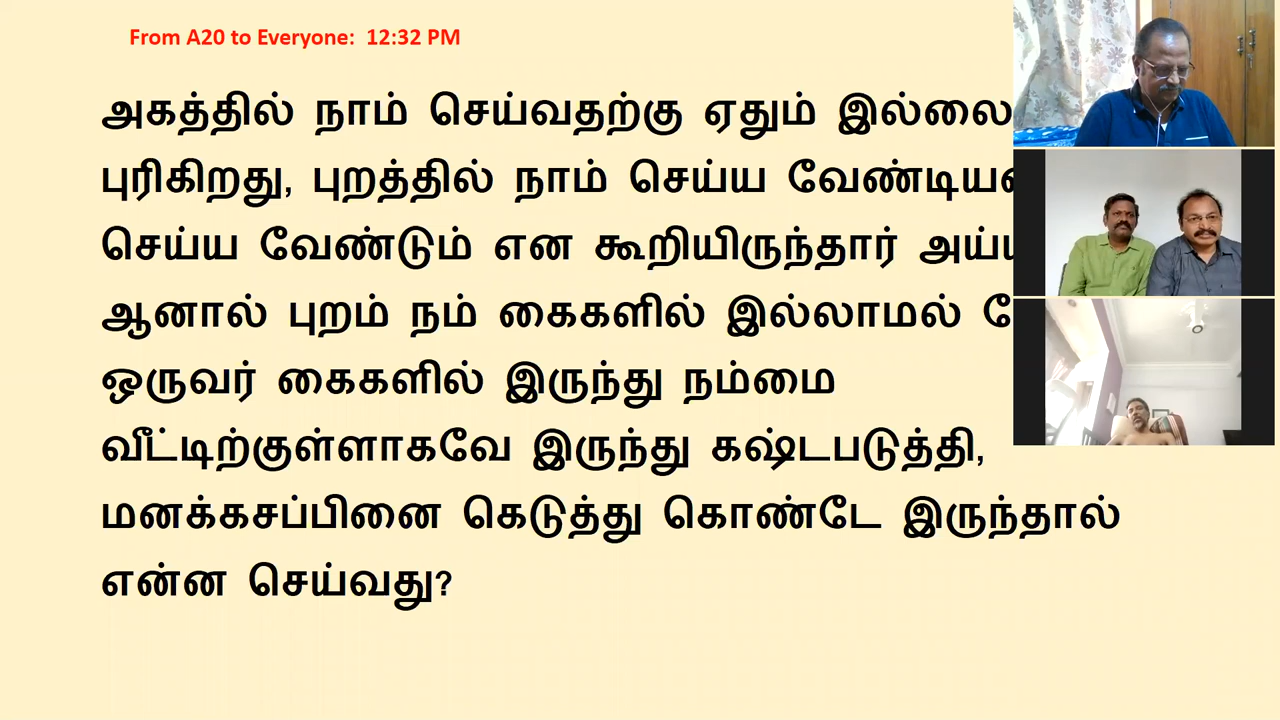 From A20 to Everyone: 12:32 PM
அகத்தில் நாம் செய்வதற்கு ஏதும் இல்லை
புரிகிறது, புறத்தில் நாம் செய்ய
செய்ய வேண்டும் என கூறியிருந்தார்
ஆனால் புறம் நம் கைகளில் இல்லாமல்
ஒருவர் கைகளில் இருந்து நம்மை
வீட்டிற்குள்ளாகவே இருந்து கஷ்டபடுத்தி,
மனக்கசப்பினை கெடுத்து கொண்டே இருந்தால்
என்ன செய்வது?